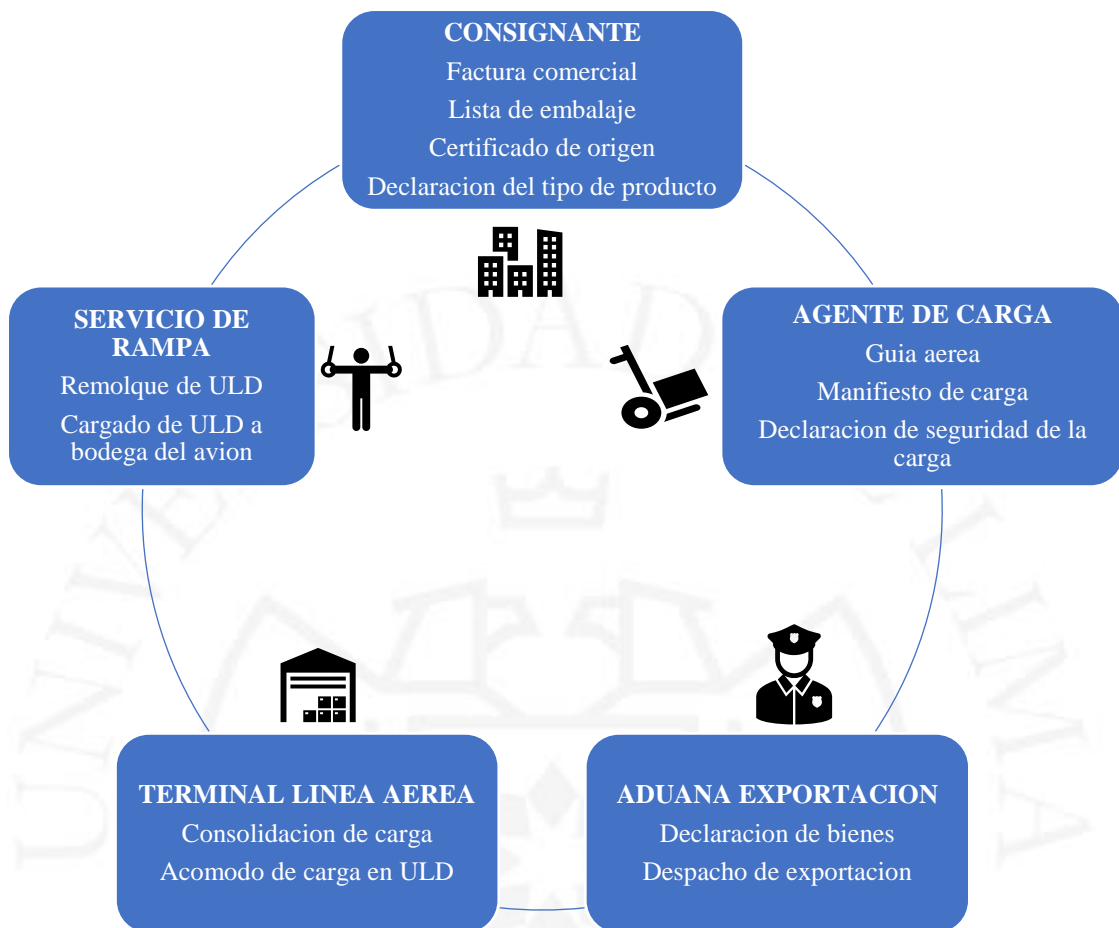 CONSIGNANTE
Factura comercial
Lista de embalaje
Certificado de origen
Declaracion del tipo de producto
AGENTE DE CARGA
Guia aerea
Manifiesto de carga
Declaracion de seguridad de la
carga
ADUANA EXPORTACION
Declaracion de bienes
Despacho de exportacion
TERMINAL LINEA AEREA
Consolidacion de carga
Acomodo de carga en ULD
SERVICIO DE
RAMPA
Remolque de ULD
Cargado de ULD a
bodega del avion